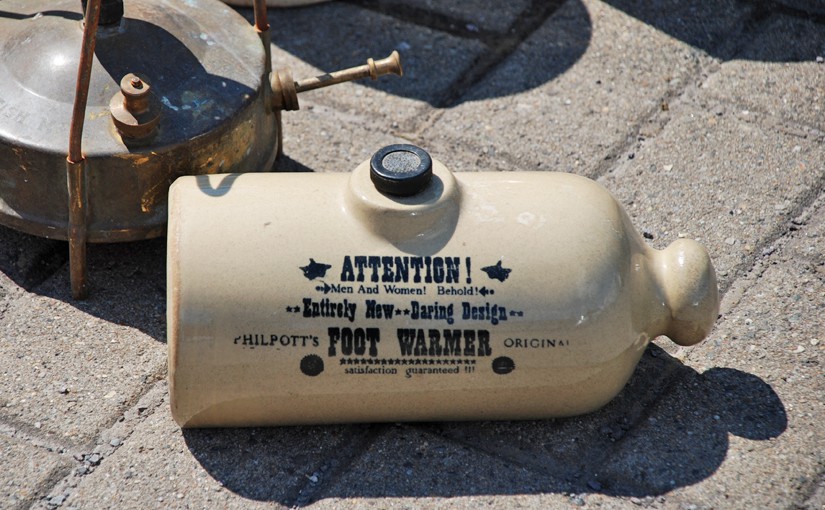 ATTENTION!
Men And Women! Behold!
Entirely New Daring Design
PHILPOTT'S FOOT WARMER ORIGINAL
satisfaction guaranteed !!!